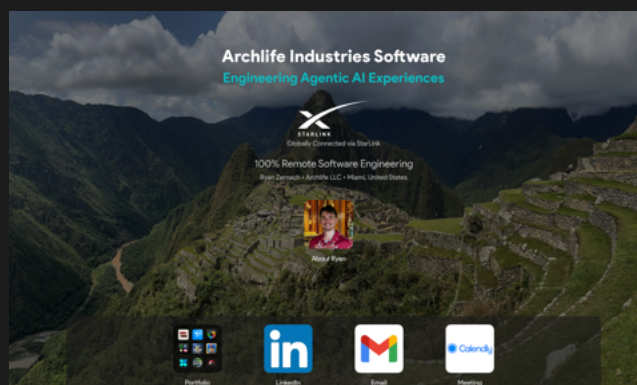 Archlife Industries Software
Engineering Agentic AI Experiences
STARLINK
Globally Connected via StarLink
100% Remote Software Engineering
Ryan Zernach • Archlife LLC • Miami, United States
About Ryan
in
Calendly
Portfolio
LinkedIn
Email
Meeting